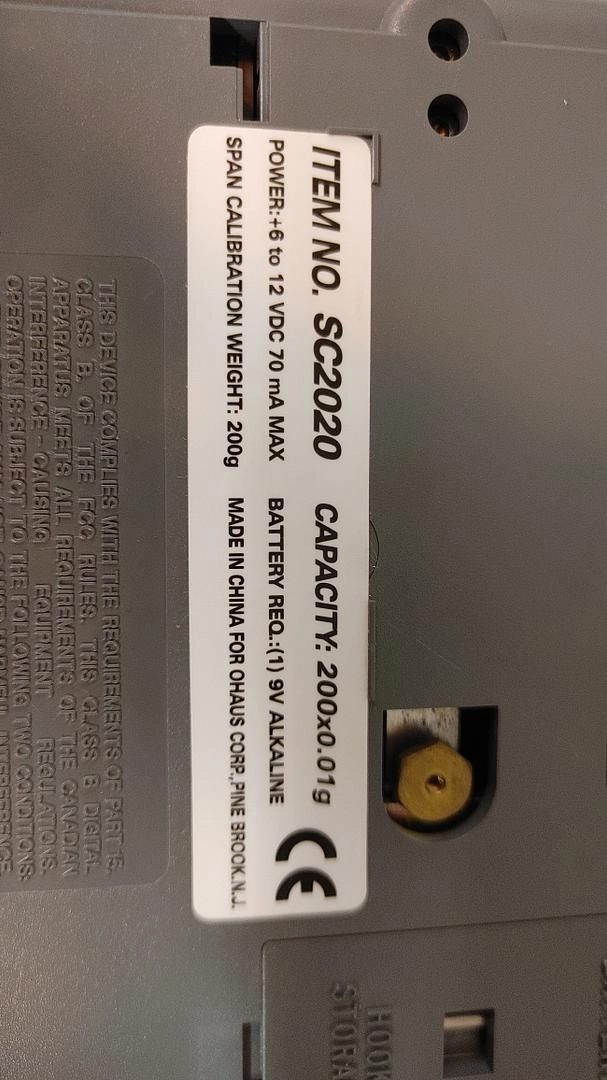 ITEM NO. SC2020 CAPACITY: 200x0.01g
POWER:+6 to 12 VDC 70 mA MAX BATTERY REQ.:(1) 9V ALKALINE
SPAN CALIBRATION WEIGHT: 200g MADE IN CHINA FOR OHAUS CORP.,PINE BROOK.N.J.
CE
THIS DEVICE COMPLIES WITH THE REQUIREMENTS OF PART 15,
CLASS B, OF THE FCC RULES. THIS CLASS B DIGITAL
APPARATUS MEETS ALL REQUIREMENTS OF THE CANADIAN
INTERFERENCE - CAUSING EQUIPMENT REGULATIONS.
OPERATION IS SUBJECT TO THE FOLLOWING TWO CONDITIONS:
HOOK